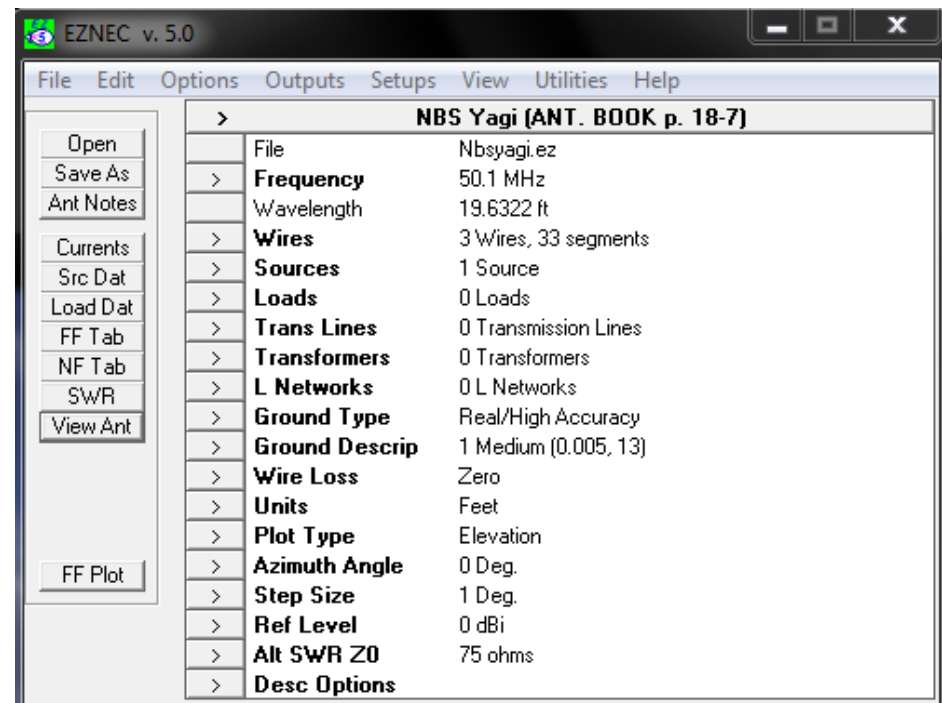 EZNEC v. 5.0
File Edit Options Outputs Setups View Utilities Help
Open
Save As
Ant Notes
Currents
Src Dat
Load Dat
FF Tab
NF Tab
SWR
View Ant
FF Plot
> NBS Yagi (ANT. BOOK p. 18-7)
File Nbsyagi.ez
> Frequency 50.1 MHz
Wavelength 19.6322 ft
> Wires 3 Wires, 33 segments
> Sources 1 Source
> Loads 0 Loads
> Trans Lines 0 Transmission Lines
> Transformers 0 Transformers
> L Networks 0 L Networks
> Ground Type Real/High Accuracy
> Ground Descrip 1 Medium (0.005, 13)
> Wire Loss Zero
> Units Feet
> Plot Type Elevation
> Azimuth Angle 0 Deg.
> Step Size 1 Deg.
> Ref Level 0 dBi
> Alt SWR Z0 75 ohms
> Desc Options